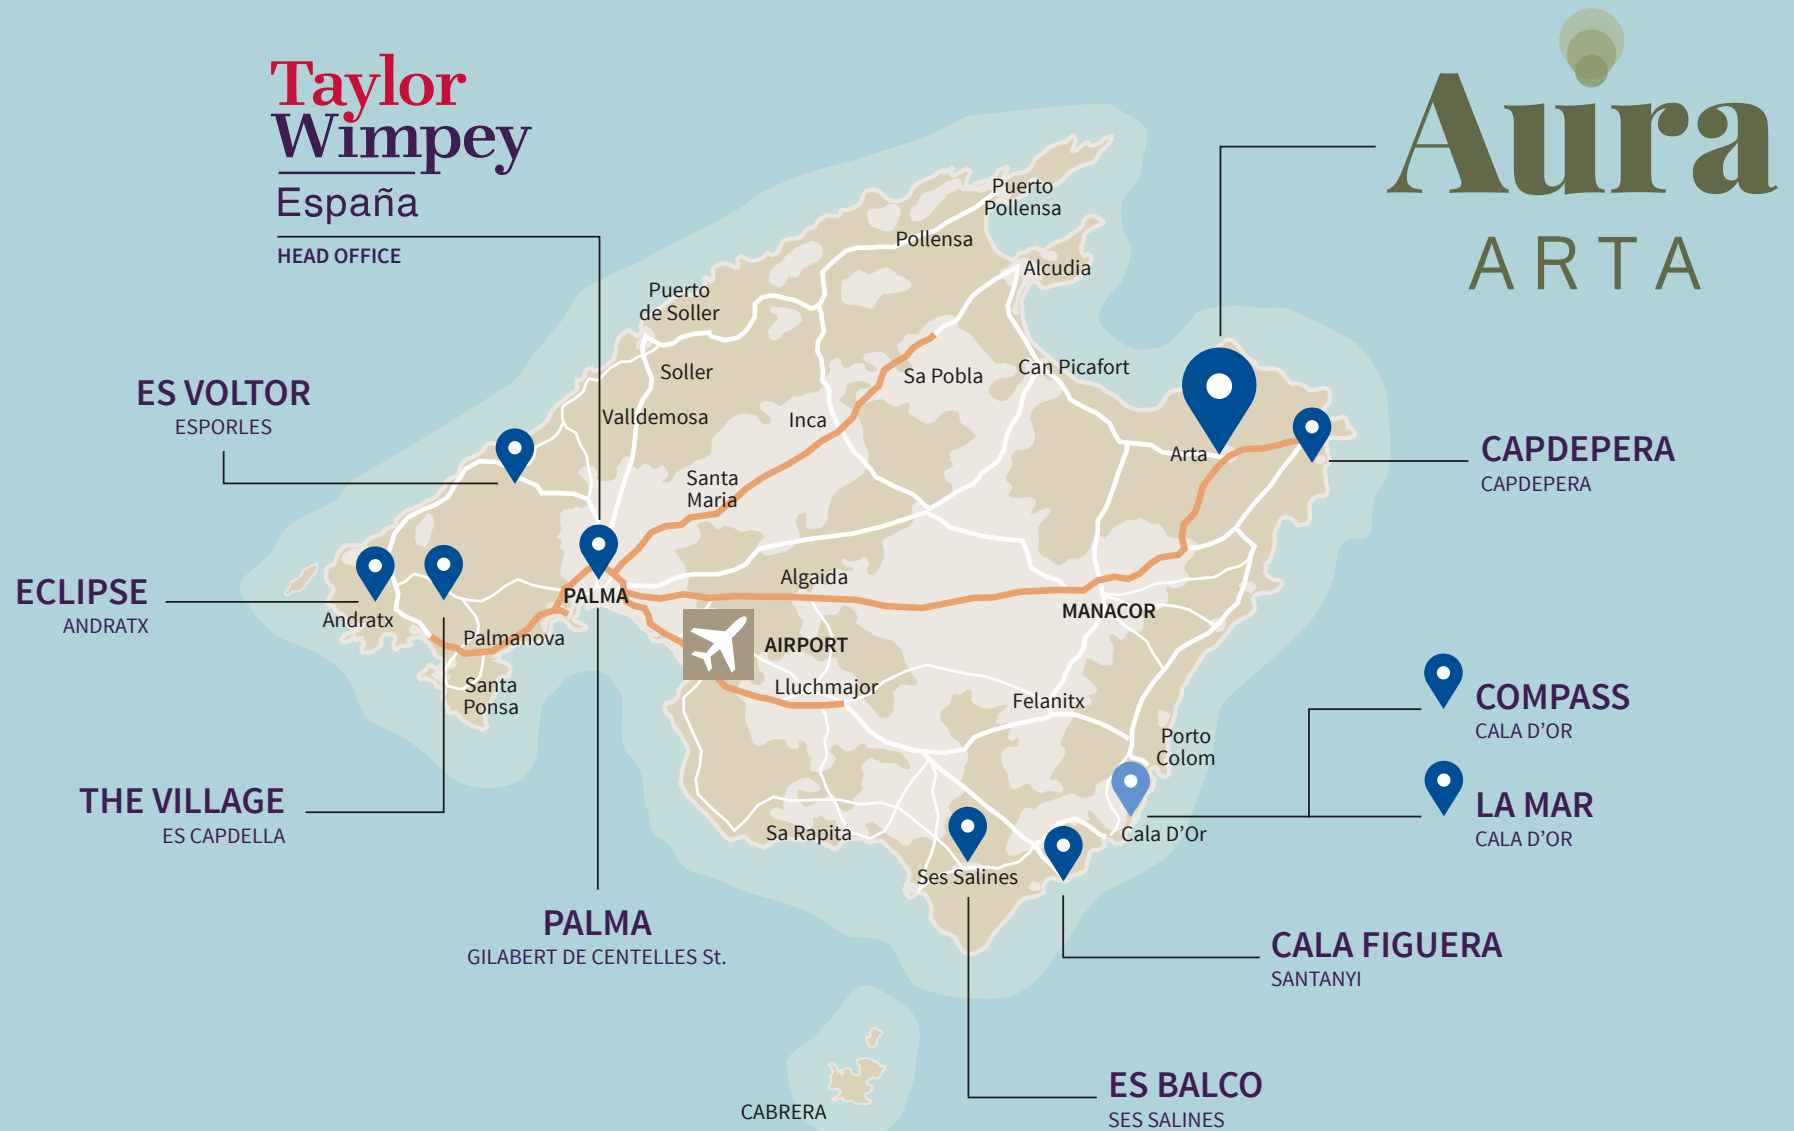 Taylor
Wimpey
España
HEAD OFFICE
Aura
ARTA
Puerto
Pollensa
Pollensa
Alcudia
Puerto
de Soller
Soller
Can Picafort
Sa Pobla
Valldemosa
Inca
ES VOLTOR
ESPORLES
Arta
CAPDEPERA
CAPDEPERA
Santa
Maria
Algaida
PALMA
MANACOR
ECLIPSE
ANDRATX
Andratx
Palmanova
AIRPORT
Santa
Ponsa
Lluchmajor
Felanitx
COMPASS
CALA D'OR
Porto
Colom
THE VILLAGE
ES CAPDELLA
LA MAR
CALA D'OR
Sa Rapita
Cala D'Or
Ses Salines
PALMA
GILABERT DE CENTELLES St.
CALA FIGUERA
SANTANYI
ES BALCO
SES SALINES
CABRERA